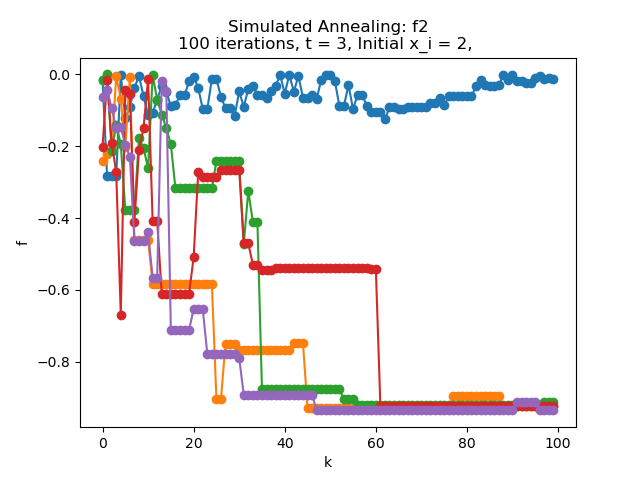 Simulated Annealing: f2
100 iterations, t = 3, Initial x_i = 2,
0.0
−0.2
−0.4
−0.6
−0.8
f
0 20 40 60 80 100
k